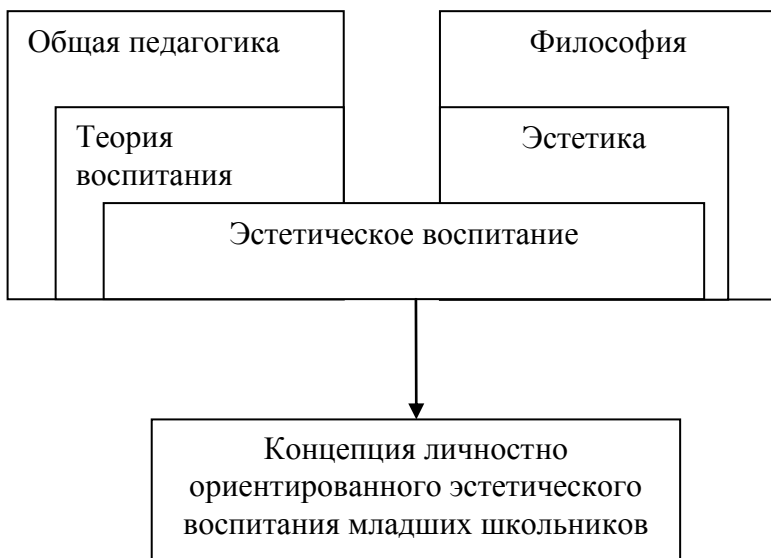 Общая педагогика
Философия
Теория
воспитания
Эстетика
Эстетическое воспитание
Концепция личностно
ориентированного эстетического
воспитания младших школьников